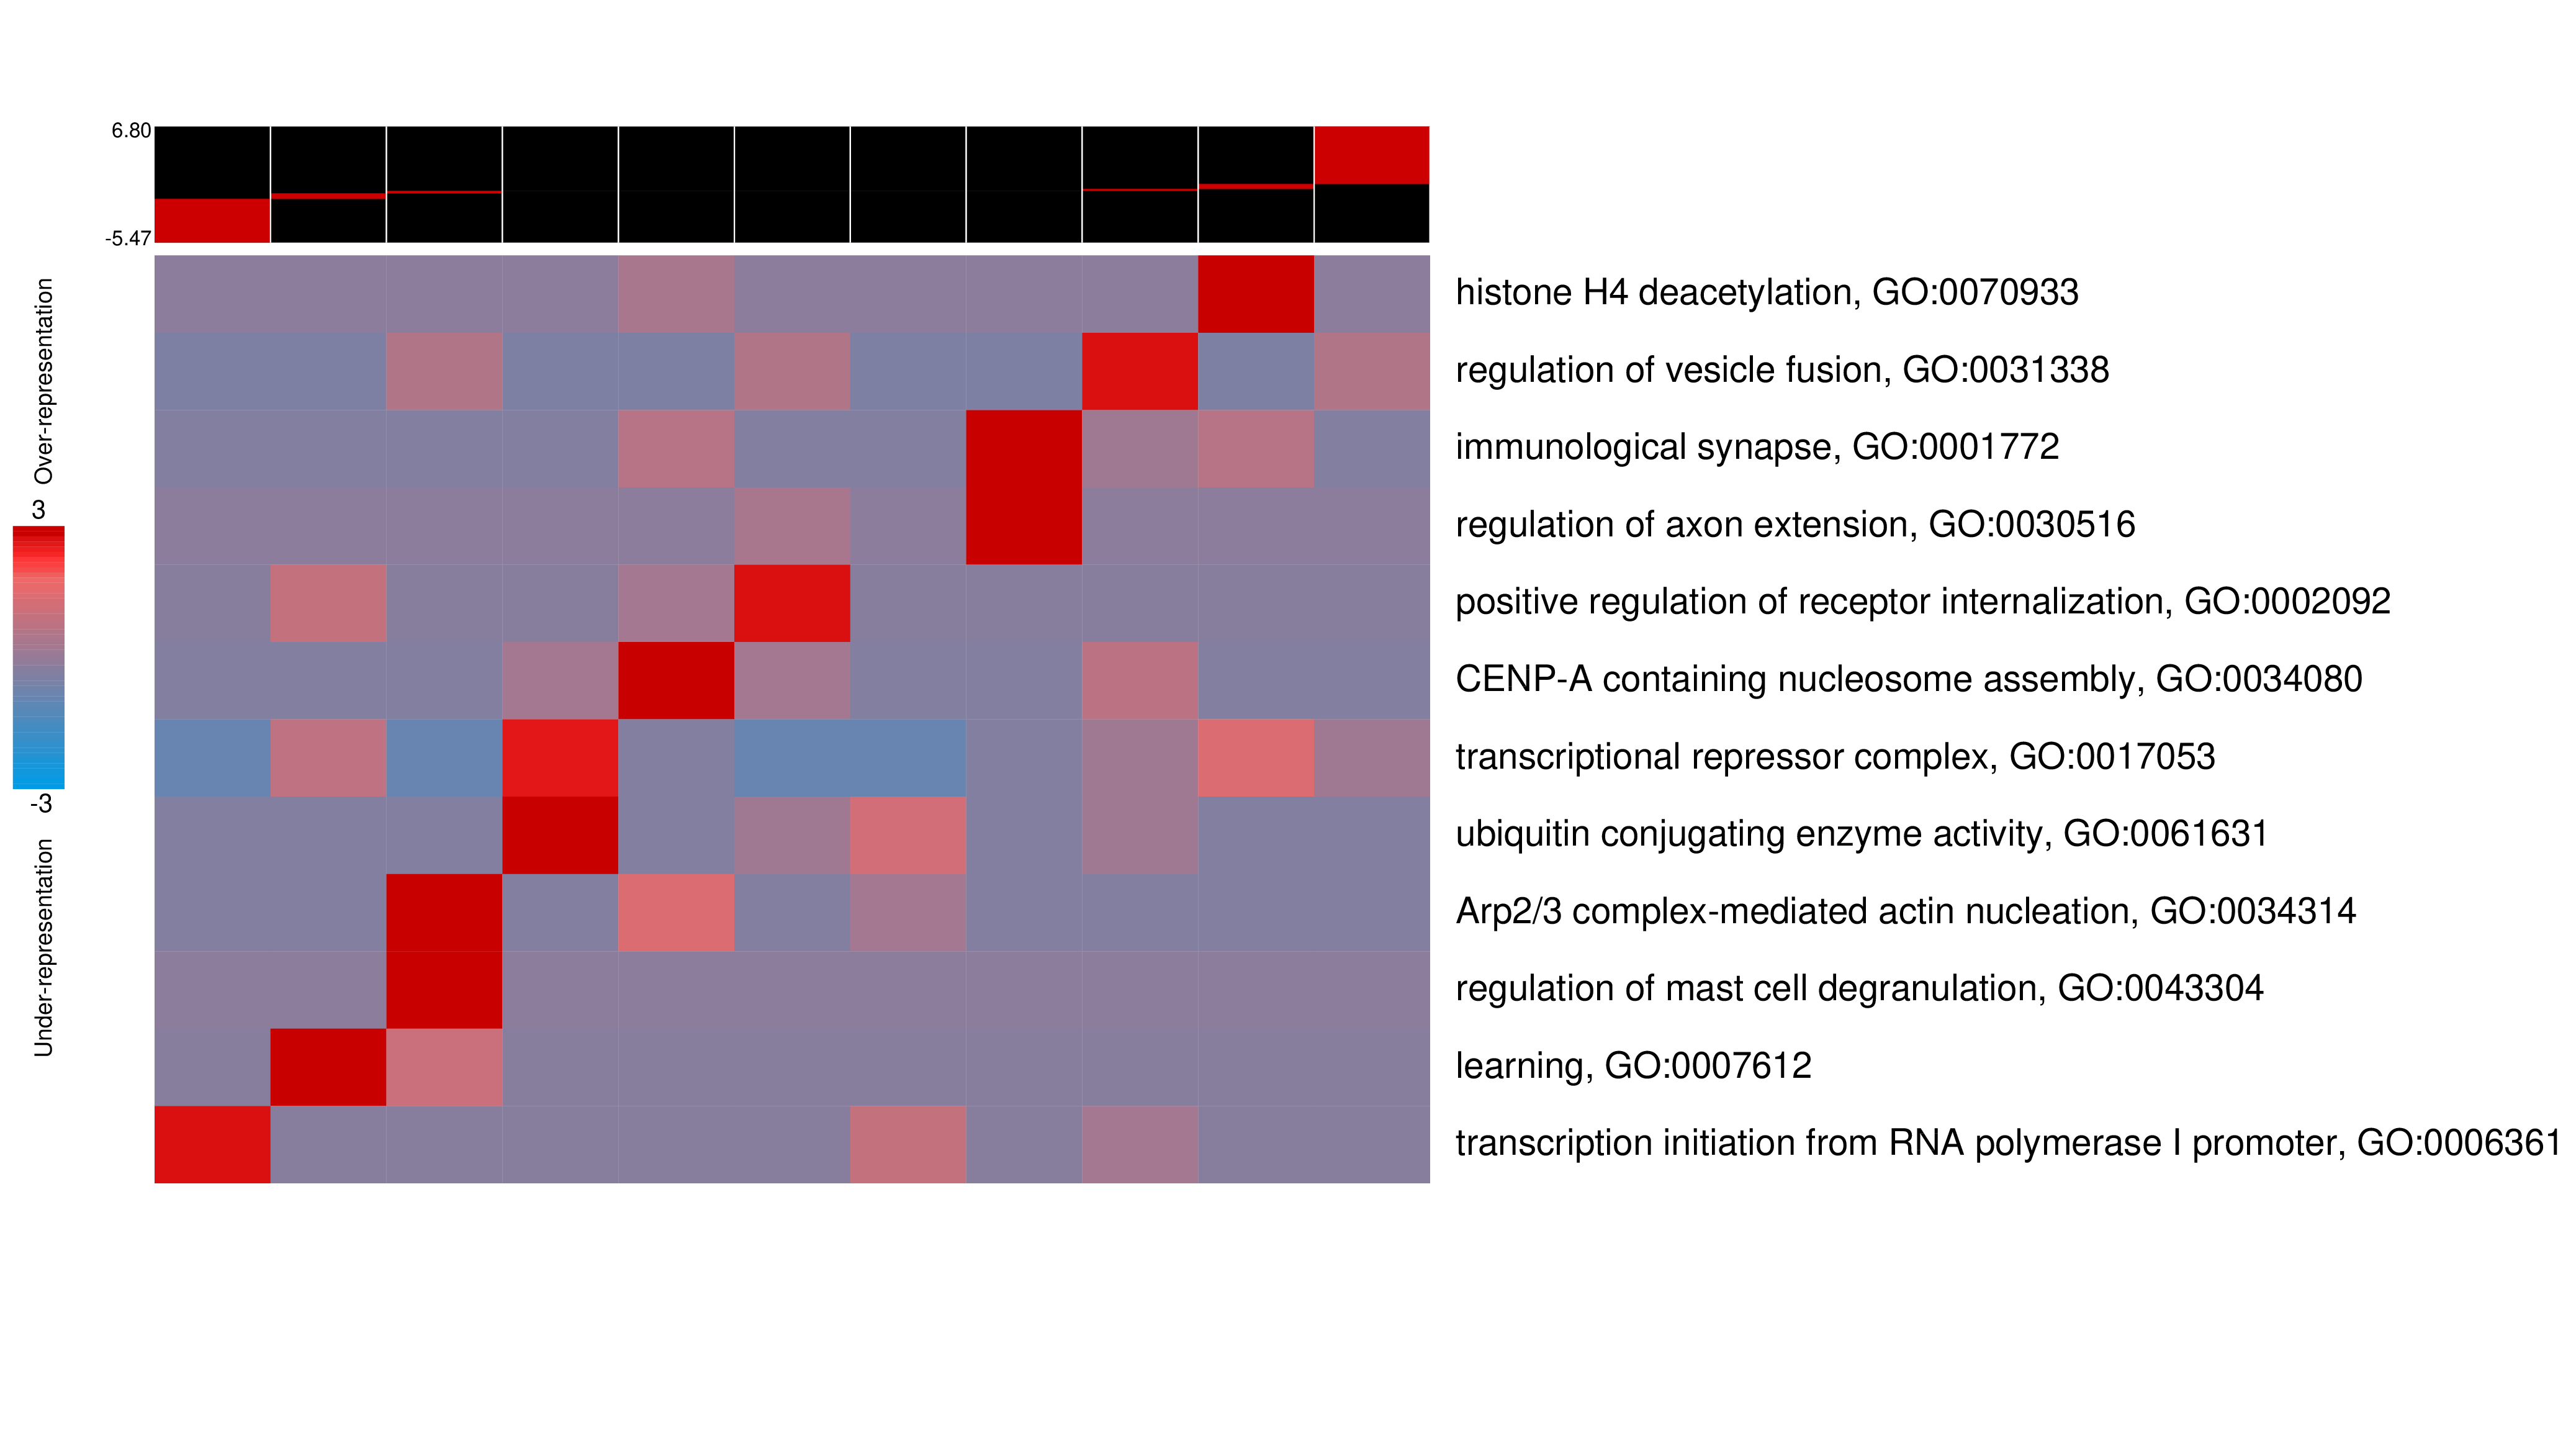 6.80
-5.47
Over-representation
3
-3
Under-representation
histone H4 deacetylation, GO:0070933
regulation of vesicle fusion, GO:0031338
immunological synapse, GO:0001772
regulation of axon extension, GO:0030516
positive regulation of receptor internalization, GO:0002092
CENP-A containing nucleosome assembly, GO:0034080
transcriptional repressor complex, GO:0017053
ubiquitin conjugating enzyme activity, GO:0061631
Arp2/3 complex-mediated actin nucleation, GO:0034314
regulation of mast cell degranulation, GO:0043304
learning, GO:0007612
transcription initiation from RNA polymerase I promoter, GO:0006361